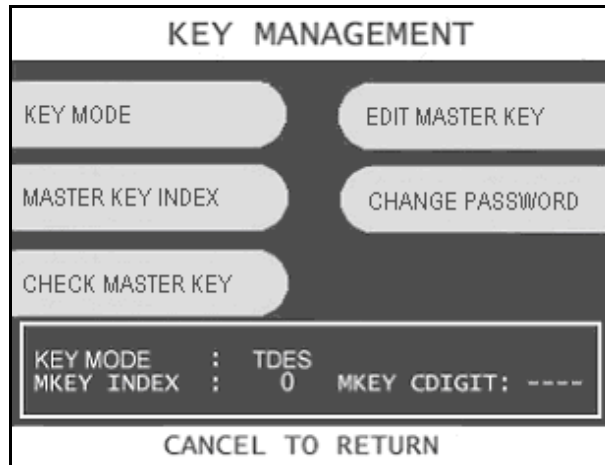 KEY MANAGEMENT
KEY MODE
EDIT MASTER KEY
MASTER KEY INDEX
CHANGE PASSWORD
CHECK MASTER KEY
KEY MODE : TDES
MKEY INDEX : 0 MKEY CDIGIT: ----
CANCEL TO RETURN